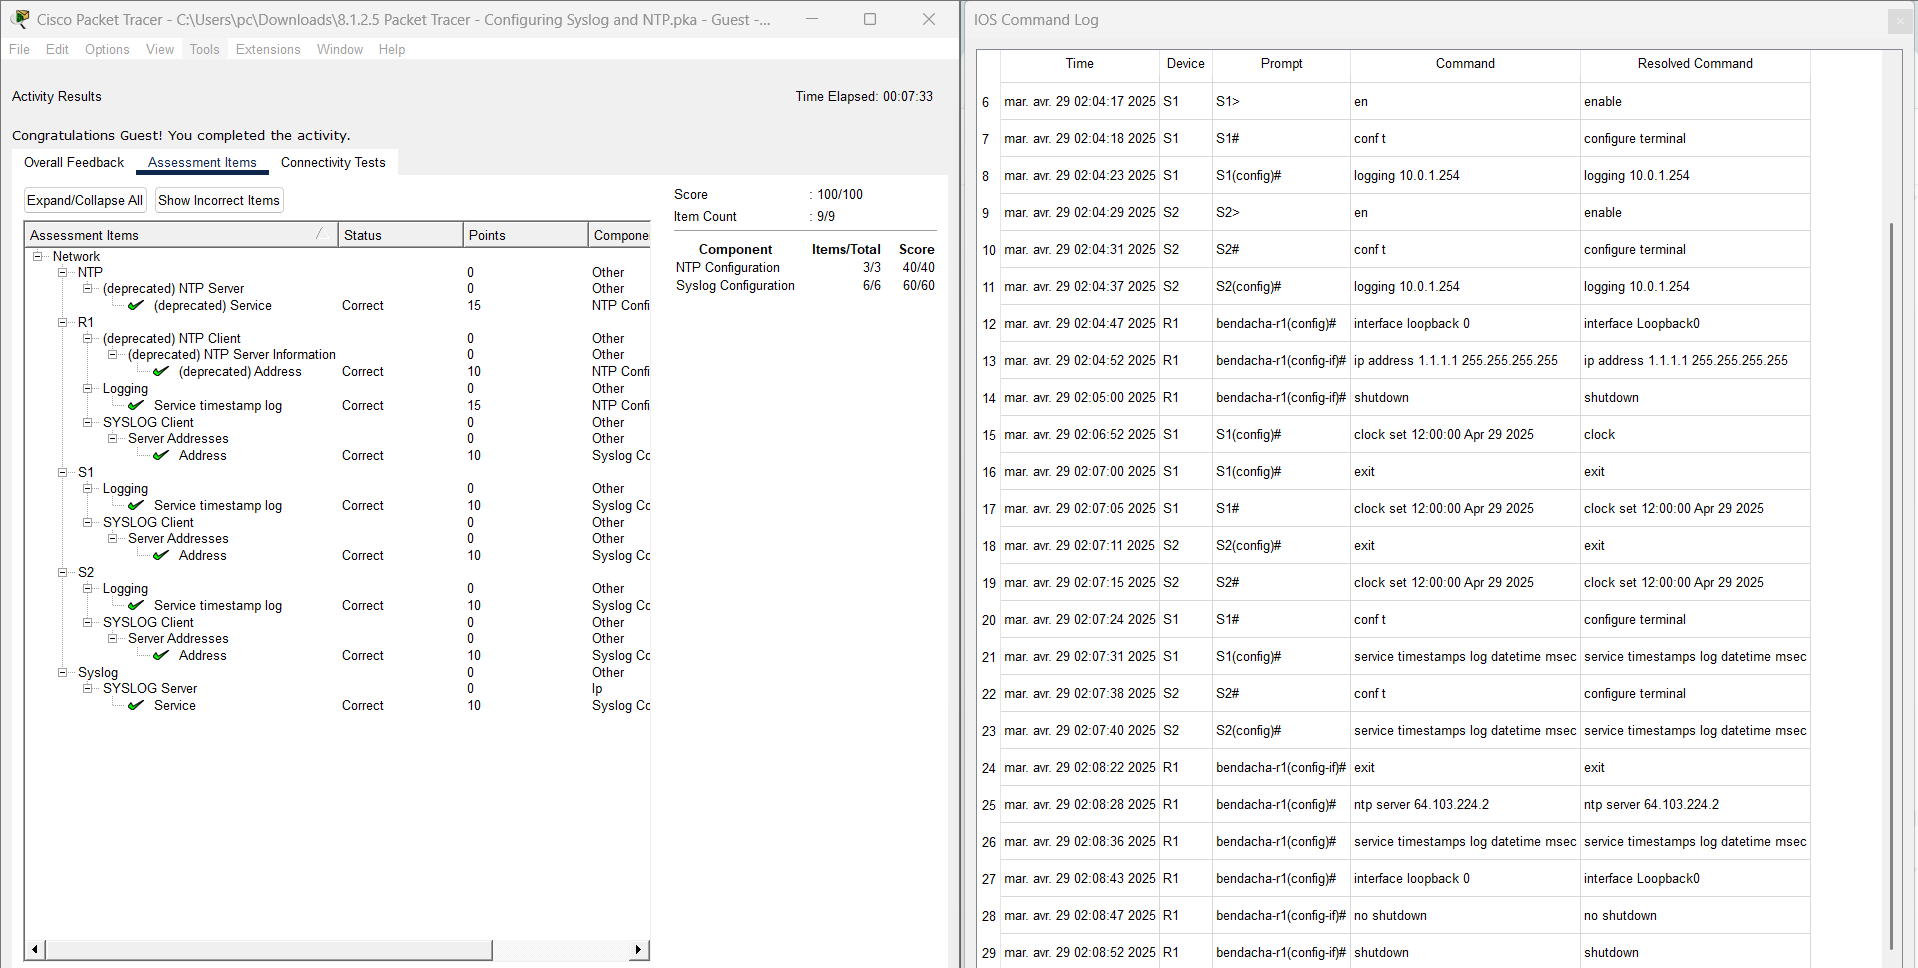 Cisco Packet Tracer - C:\Users\pc\Downloads\8.1.2.5 Packet Tracer - Configuring Syslog and NTP.pka - Guest -...
File Edit Options View Tools Extensions Window Help
Activity Results
Time Elapsed: 00:07:33
Congratulations Guest! You completed the activity.
Overall Feedback Assessment Items Connectivity Tests
Expand/Collapse All Show Incorrect Items
Assessment Items Status Points Compone
Network
NTP 0 Other
(deprecated) NTP Server 0 Other
(deprecated) Service Correct 15 NTP Confi
R1 0 Other
(deprecated) NTP Client 0 Other
(deprecated) NTP Server Information 0 Other
(deprecated) Address Correct 10 NTP Confi
Logging 0 Other
Service timestamp log Correct 15 NTP Confi
SYSLOG Client 0 Other
Server Addresses 0 Other
Address Correct 10 Syslog Cc
S1 0 Other
Logging 0 Other
Service timestamp log Correct 10 Syslog Cc
SYSLOG Client 0 Other
Server Addresses 0 Other
Address Correct 10 Syslog Cc
S2 0 Other
Logging 0 Other
Service timestamp log Correct 10 Syslog Cc
SYSLOG Client 0 Other
Server Addresses 0 Other
Address Correct 10 Syslog Cc
Syslog 0 Other
SYSLOG Server 0 Ip
Service Correct 10 Syslog Cc
Score : 100/100
Item Count : 9/9
Component Items/Total Score
NTP Configuration 3/3 40/40
Syslog Configuration 6/6 60/60
IOS Command Log
Time Device Prompt Command Resolved Command
6 mar. avr. 29 02:04:17 2025 S1 S1> en enable
7 mar. avr. 29 02:04:18 2025 S1 S1# conf t configure terminal
8 mar. avr. 29 02:04:23 2025 S1 S1(config)# logging 10.0.1.254 logging 10.0.1.254
9 mar. avr. 29 02:04:29 2025 S2 S2> en enable
10 mar. avr. 29 02:04:31 2025 S2 S2# conf t configure terminal
11 mar. avr. 29 02:04:37 2025 S2 S2(config)# logging 10.0.1.254 logging 10.0.1.254
12 mar. avr. 29 02:04:47 2025 R1 bendacha-r1(config)# interface loopback 0 interface Loopback0
13 mar. avr. 29 02:04:52 2025 R1 bendacha-r1(config-if)# ip address 1.1.1.1 255.255.255.255 ip address 1.1.1.1 255.255.255.255
14 mar. avr. 29 02:05:00 2025 R1 bendacha-r1(config-if)# shutdown shutdown
15 mar. avr. 29 02:06:52 2025 S1 S1(config)# clock set 12:00:00 Apr 29 2025 clock
16 mar. avr. 29 02:07:00 2025 S1 S1(config)# exit exit
17 mar. avr. 29 02:07:05 2025 S1 S1# clock set 12:00:00 Apr 29 2025 clock set 12:00:00 Apr 29 2025
18 mar. avr. 29 02:07:11 2025 S2 S2(config)# exit exit
19 mar. avr. 29 02:07:15 2025 S2 S2# clock set 12:00:00 Apr 29 2025 clock set 12:00:00 Apr 29 2025
20 mar. avr. 29 02:07:24 2025 S1 S1# conf t configure terminal
21 mar. avr. 29 02:07:31 2025 S1 S1(config)# service timestamps log datetime msec service timestamps log datetime msec
22 mar. avr. 29 02:07:38 2025 S2 S2# conf t configure terminal
23 mar. avr. 29 02:07:40 2025 S2 S2(config)# service timestamps log datetime msec service timestamps log datetime msec
24 mar. avr. 29 02:08:22 2025 R1 bendacha-r1(config-if)# exit exit
25 mar. avr. 29 02:08:28 2025 R1 bendacha-r1(config)# ntp server 64.103.224.2 ntp server 64.103.224.2
26 mar. avr. 29 02:08:36 2025 R1 bendacha-r1(config)# service timestamps log datetime msec service timestamps log datetime msec
27 mar. avr. 29 02:08:43 2025 R1 bendacha-r1(config)# interface loopback 0 interface Loopback0
28 mar. avr. 29 02:08:47 2025 R1 bendacha-r1(config-if)# no shutdown no shutdown
29 mar. avr. 29 02:08:52 2025 R1 bendacha-r1(config-if)# shutdown shutdown